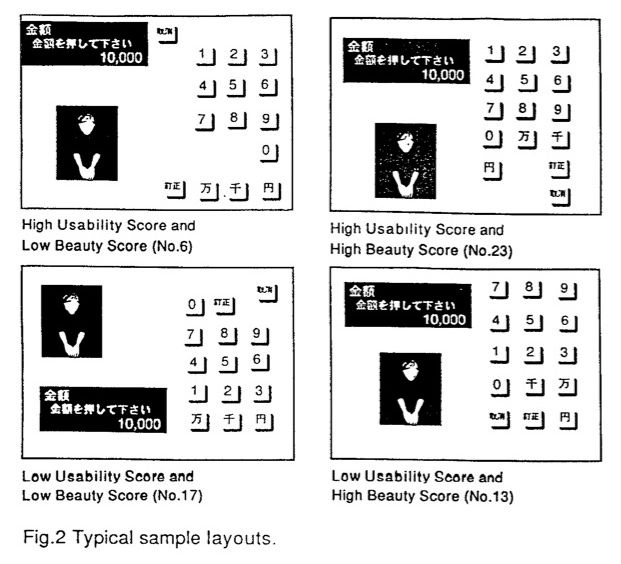 金額
金額を押して下さい
10,000
取消
1 2 3
4 5 6
7 8 9
0
訂正 万 千 円
High Usability Score and
Low Beauty Score (No.6)
金額
金額を押して下さい
10,000
1 2 3
4 5 6
7 8 9
0 万 千
円 訂正
取消
High Usability Score and
High Beauty Score (No.23)
取消
0 訂正
7 8 9
4 5 6
1 2 3
万 千 円
金額
金額を押して下さい
10,000
Low Usability Score and
Low Beauty Score (No.17)
金額
金額を押して下さい
10,000
7 8 9
4 5 6
1 2 3
0 千 万
取消 訂正 円
Low Usability Score and
High Beauty Score (No.13)
Fig.2 Typical sample layouts.